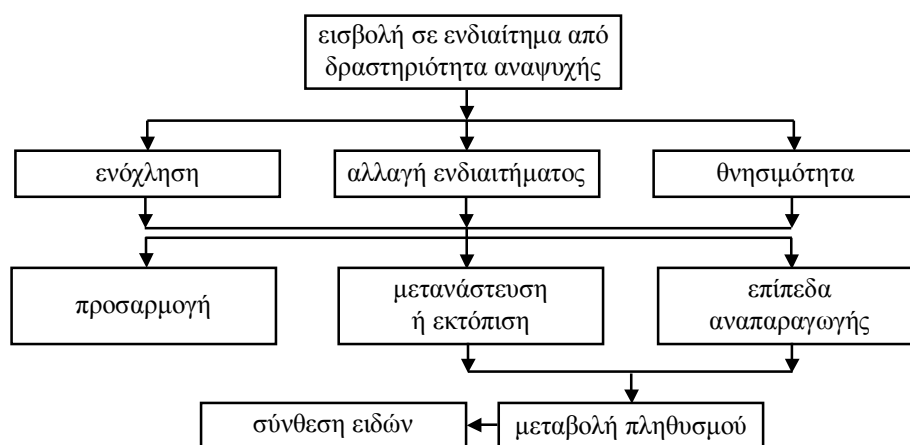 εισβολή σε ενδιαίτημα από
δραστηριότητα αναψυχής
ενόχληση
αλλαγή ενδιαιτήματος
θνησιμότητα
προσαρμογή
μετανάστευση
ή εκτόπιση
επίπεδα
αναπαραγωγής
σύνθεση ειδών
μεταβολή πληθυσμού